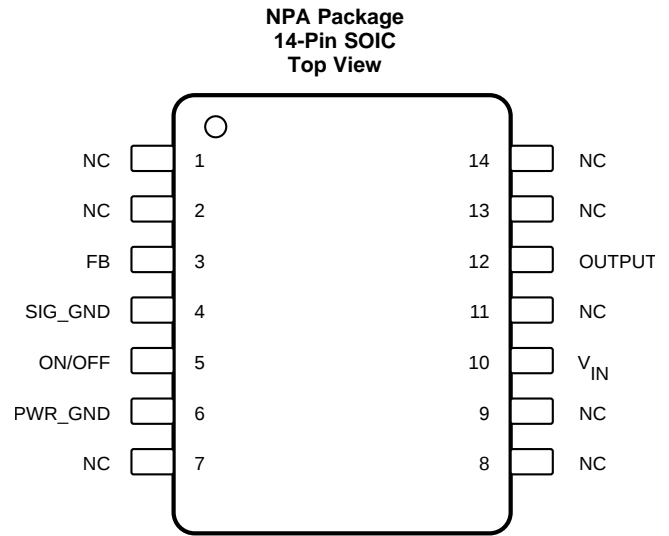 NPA Package
14-Pin SOIC
Top View
NC 1 14 NC
NC 2 13 NC
FB 3 12 OUTPUT
SIG_GND 4 11 NC
ON/OFF 5 10 VIN
PWR_GND 6 9 NC
NC 7 8 NC